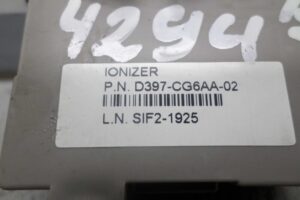 4294
IONIZER
P.N. D397-CG6AA-02
L.N. SIF2-1925